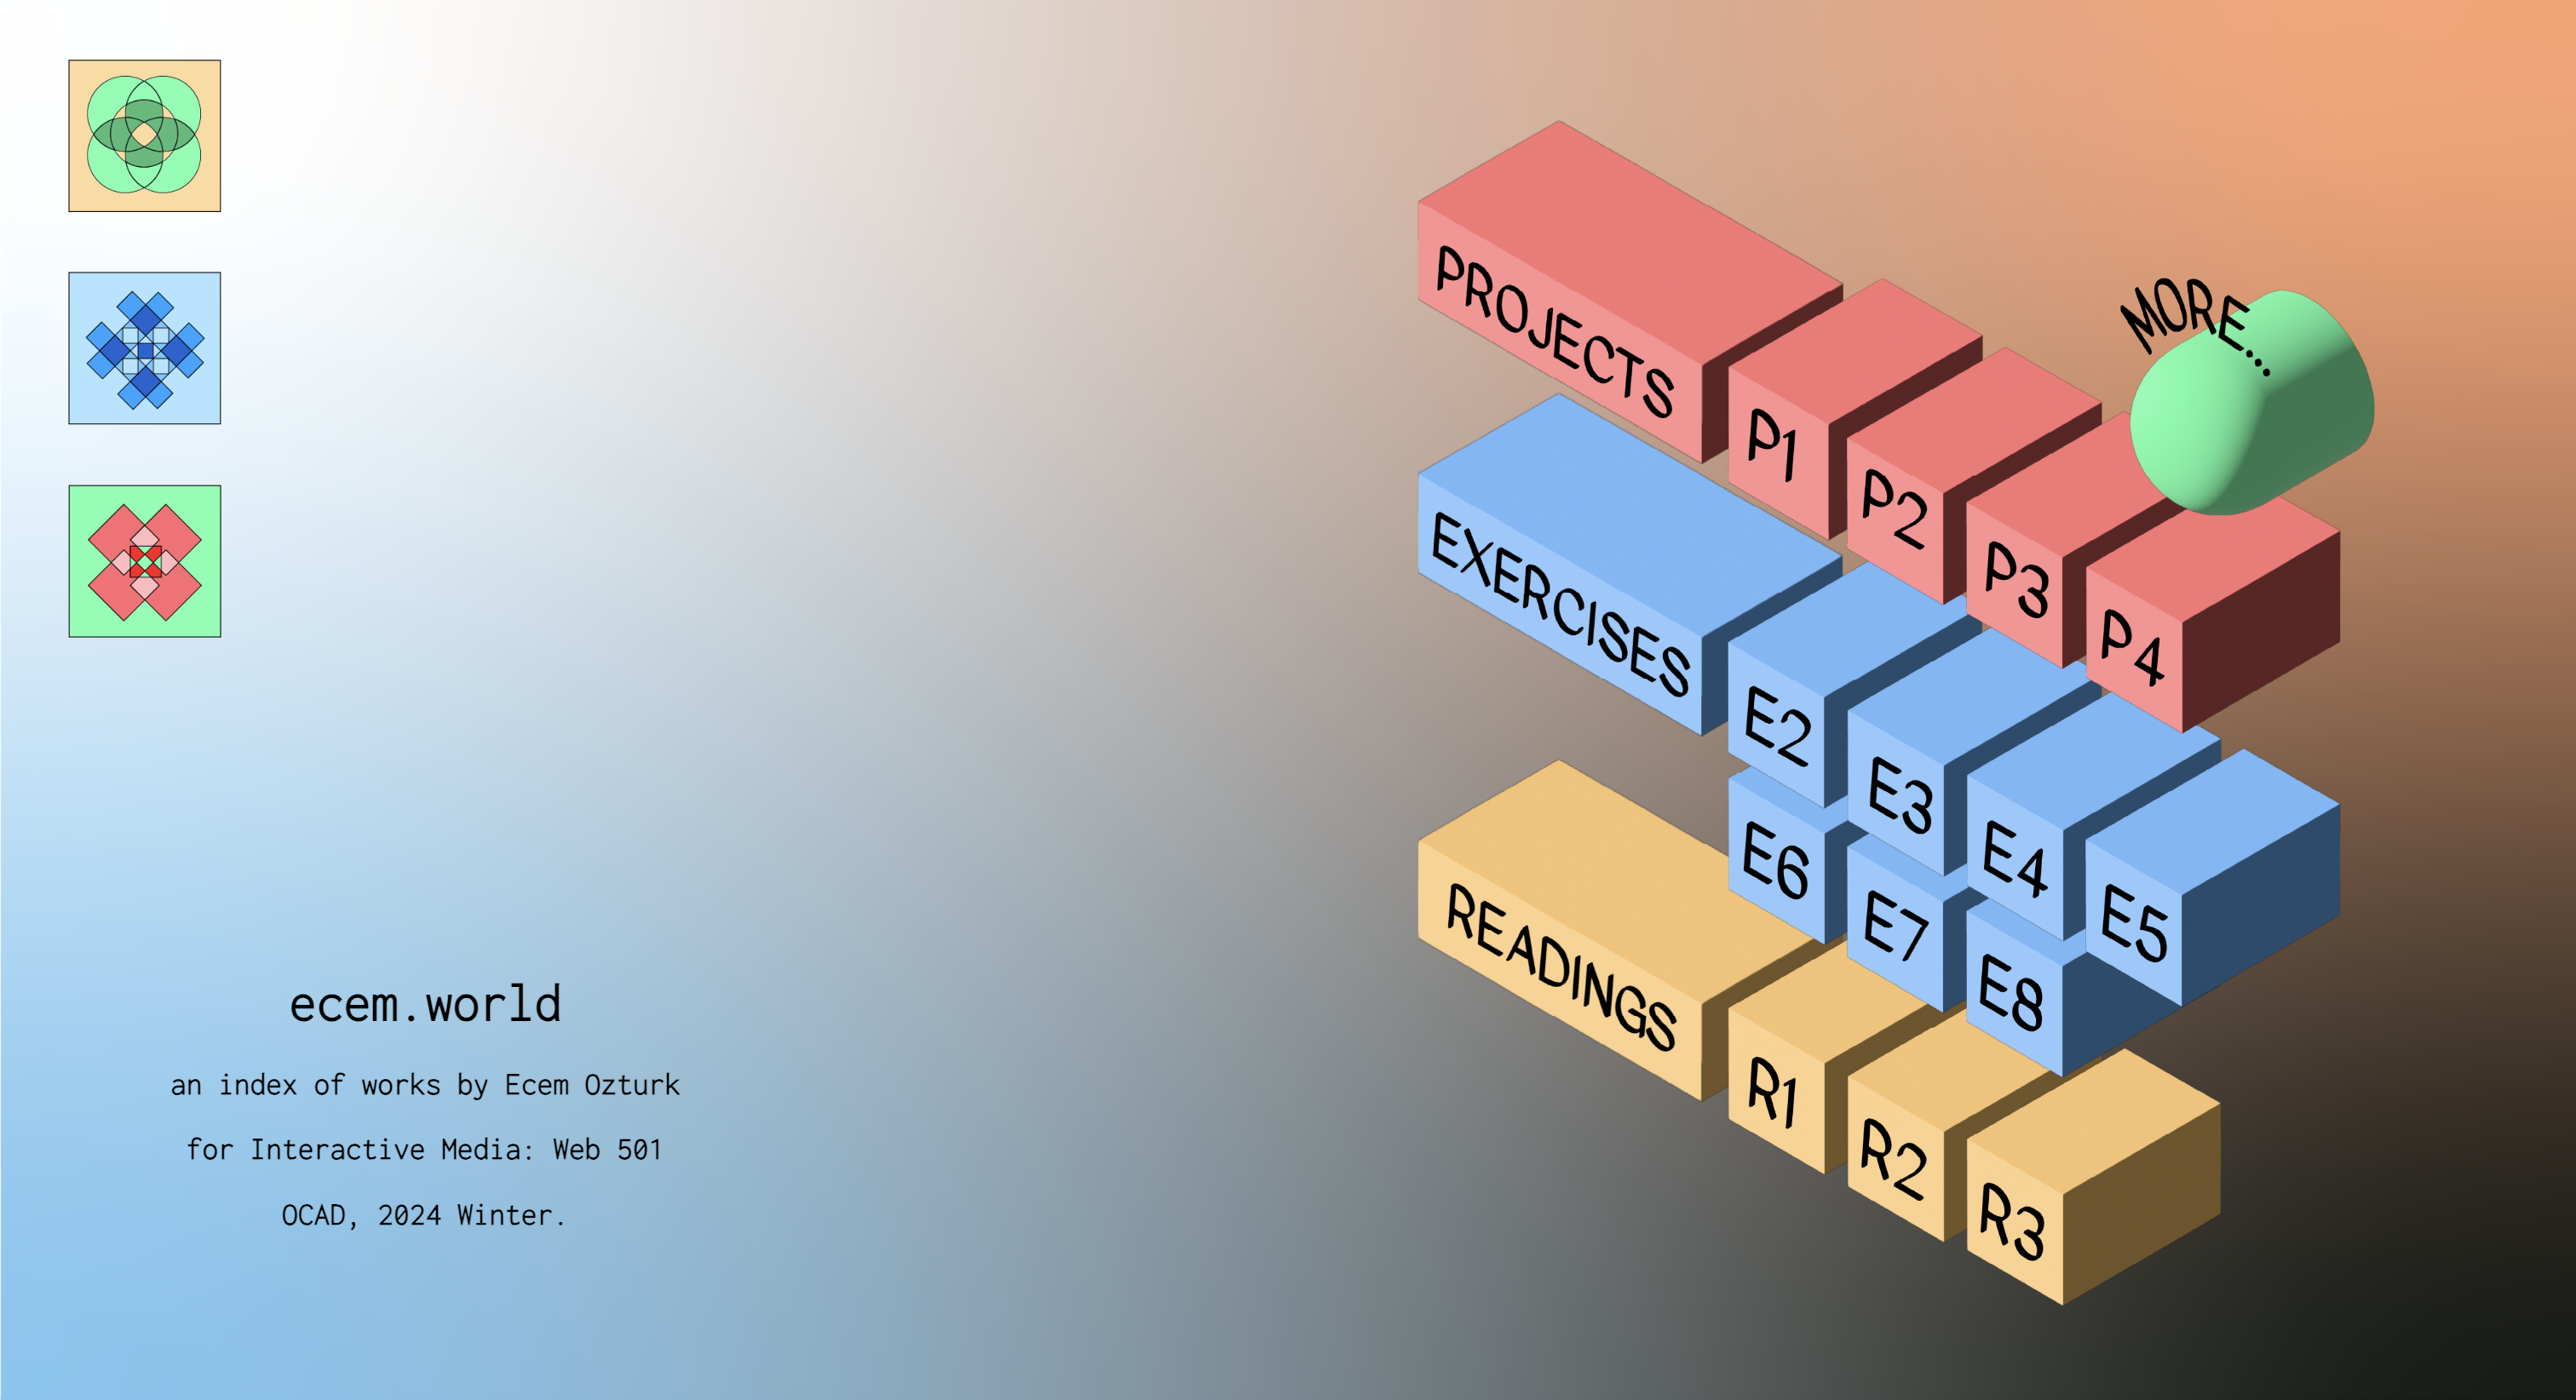 ecem.world
an index of works by Ecem Ozturk
for Interactive Media: Web 501
OCAD, 2024 Winter.
MORE...
PROJECTS
P1
P2
P3
P4
EXERCISES
E2
E3
E4
E5
E6
E7
E8
READINGS
R1
R2
R3